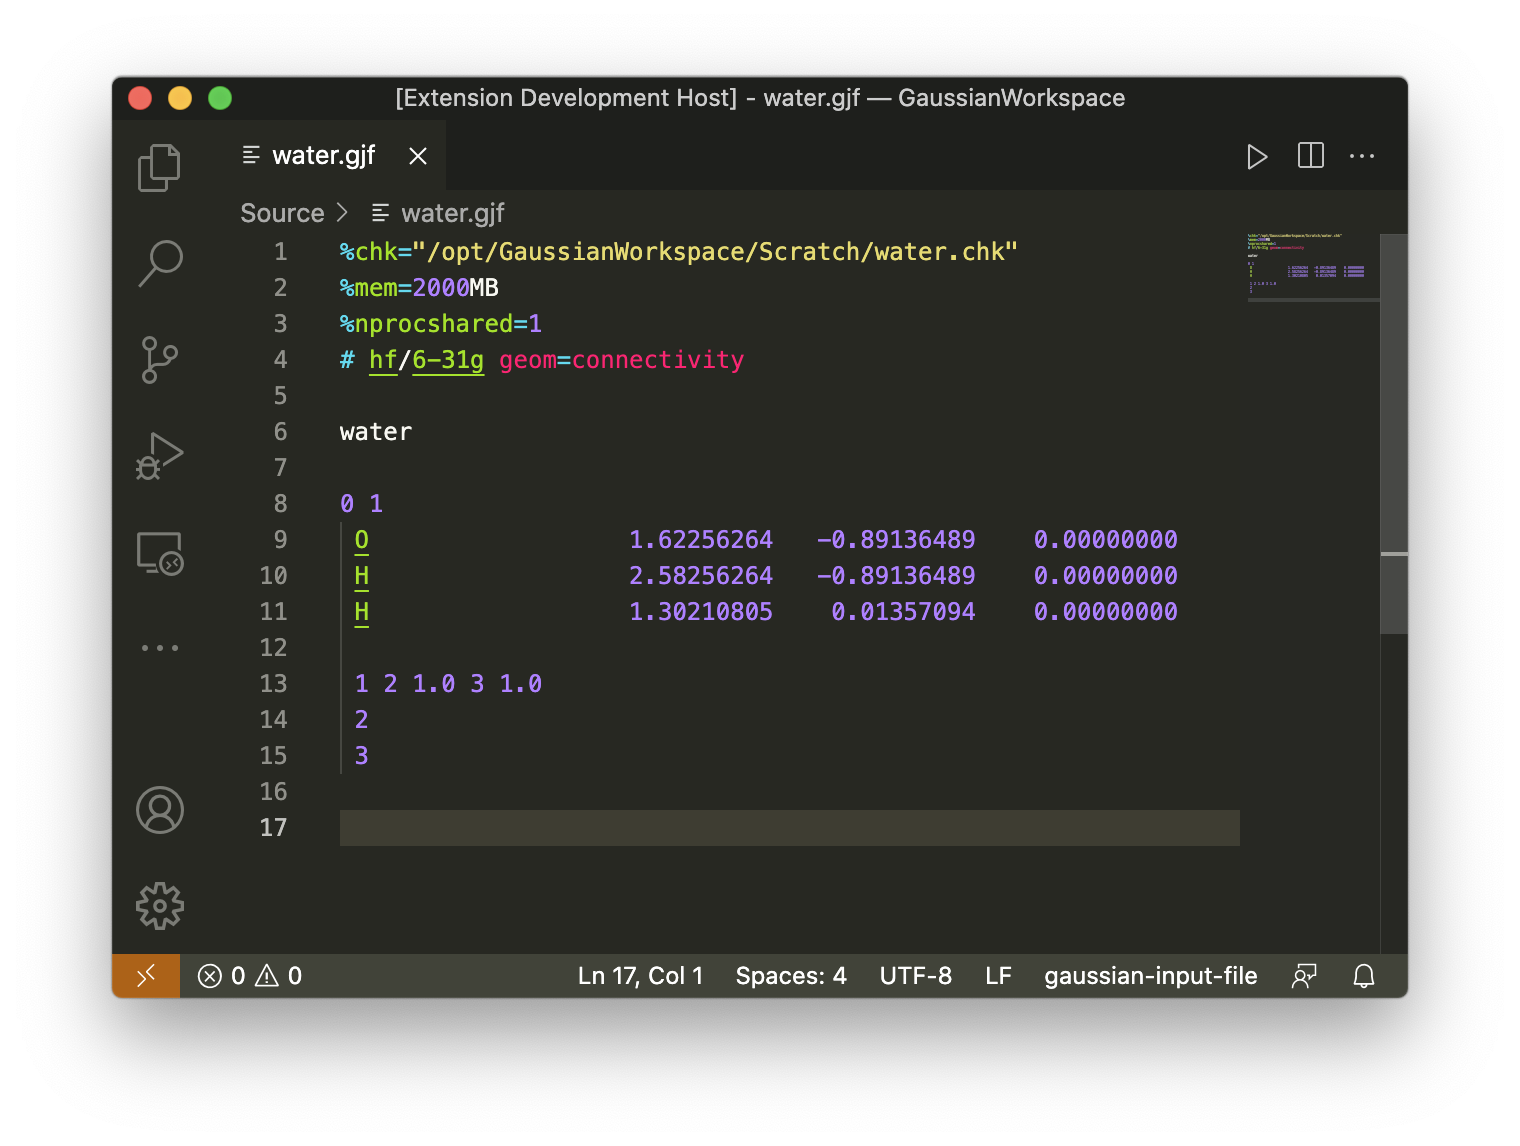 [Extension Development Host] - water.gjf — GaussianWorkspace
water.gjf
Source > water.gjf
1 %chk="/opt/GaussianWorkspace/Scratch/water.chk"
2 %mem=2000MB
3 %nprocshared=1
4 # hf/6-31g geom=connectivity
5
6 water
7
8 0 1
9 O 1.62256264 -0.89136489 0.00000000
10 H 2.58256264 -0.89136489 0.00000000
11 H 1.30210805 0.01357094 0.00000000
12
13 1 2 1.0 3 1.0
14 2
15 3
16
17
0 0 Ln 17, Col 1 Spaces: 4 UTF-8 LF gaussian-input-file